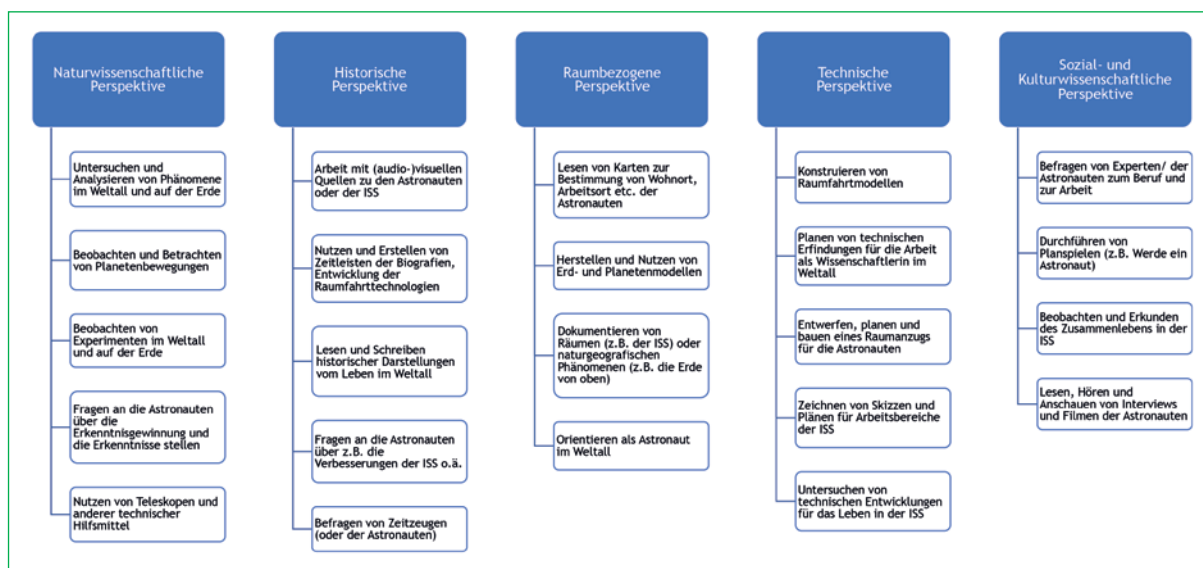 Naturwissenschaftliche
Perspektive
Untersuchen und
Analysieren von Phänomene
im Weltall und auf der Erde
Beobachten und Betrachten
von Planetenbewegungen
Beobachten von
Experimenten im Weltall
und auf der Erde
Fragen an die Astronauten
über die
Erkenntnisgewinnung und
die Erkenntnisse stellen
Nutzen von Teleskopen und
anderer technischer
Hilfsmittel
Historische
Perspektive
Arbeit mit (audio-)visuellen
Quellen zu den Astronauten
oder der ISS
Nutzen und Erstellen von
Zeitleisten der Biografien,
Entwicklung der
Raumfahrttechnologien
Lesen und Schreiben
historischer Darstellungen
vom Leben im Weltall
Fragen an die Astronauten
über z.B. die
Verbesserungen der ISS o.ä.
Befragen von Zeitzeugen
(oder der Astronauten)
Raumbezogene
Perspektive
Lesen von Karten zur
Bestimmung von Wohnort,
Arbeitsort etc. der
Astronauten
Herstellen und Nutzen von
Erd- und Planetenmodellen
Dokumentieren von
Räumen (z.B. der ISS) oder
naturgeografischen
Phänomenen (z.B. die Erde
von oben)
Orientieren als Astronaut
im Weltall
Technische
Perspektive
Konstruieren von
Raumfahrtmodellen
Planen von technischen
Erfindungen für die Arbeit
als Wissenschaftlerin im
Weltall
Entwerfen, planen und
bauen eines Raumanzugs
für die Astronauten
Zeichnen von Skizzen und
Plänen für Arbeitsbereiche
der ISS
Untersuchen von
technischen Entwicklungen
für das Leben in der ISS
Sozial- und
Kulturwissenschaftliche
Perspektive
Befragen von Experten/ der
Astronauten zum Beruf und
zur Arbeit
Durchführen von
Planspielen (z.B. Werde ein
Astronaut)
Beobachten und Erkunden
des Zusammenlebens in der
ISS
Lesen, Hören und
Anschauen von Interviews
und Filmen der Astronauten